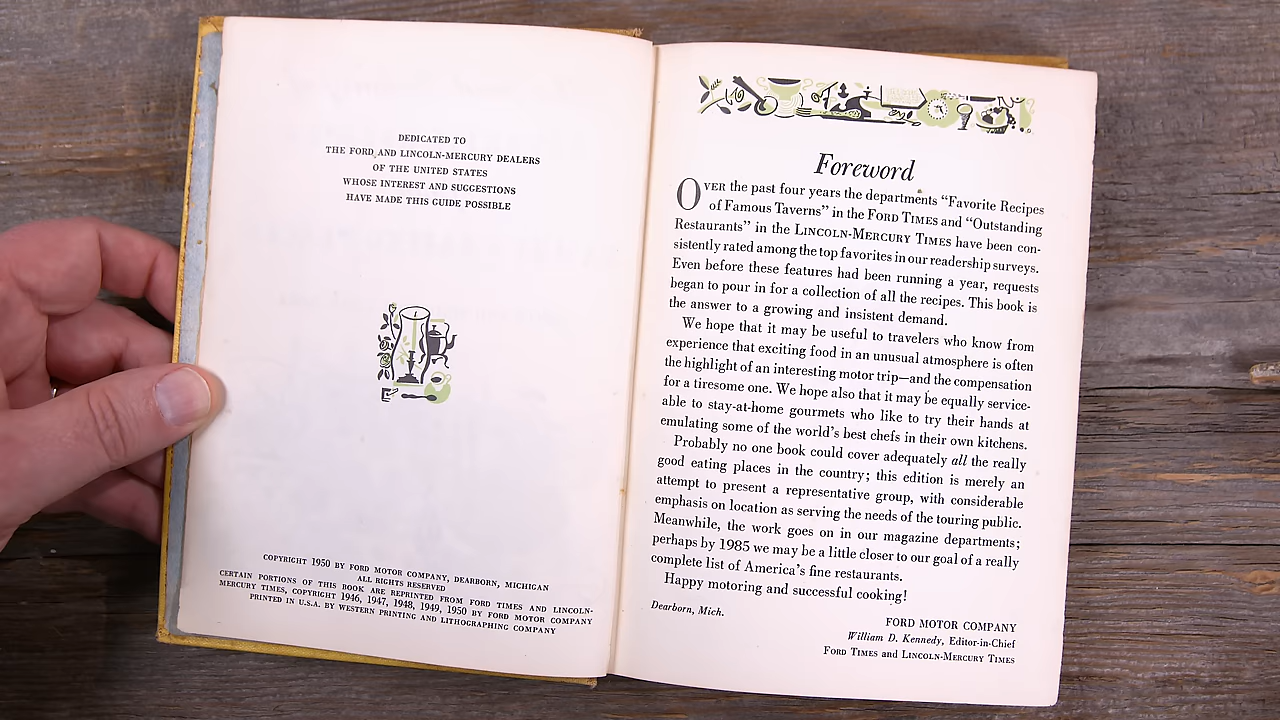 DEDICATED TO
THE FORD AND LINCOLN-MERCURY DEALERS
OF THE UNITED STATES
WHOSE INTEREST AND SUGGESTIONS
HAVE MADE THIS GUIDE POSSIBLE
COPYRIGHT 1950 BY FORD MOTOR COMPANY, DEARBORN, MICHIGAN
ALL RIGHTS RESERVED
CERTAIN PORTIONS OF THIS BOOK ARE REPRINTED FROM FORD TIMES AND LINCOLN-
MERCURY TIMES, COPYRIGHT 1946, 1947, 1948, 1949, 1950 BY FORD MOTOR COMPANY
PRINTED IN U.S.A. BY WESTERN PRINTING AND LITHOGRAPHING COMPANY
Foreword
OVER the past four years the departments “Favorite Recipes
of Famous Taverns” in the FORD TIMES and “Outstanding
Restaurants” in the LINCOLN-MERCURY TIMES have been con-
sistently rated among the top favorites in our readership surveys.
Even before these features had been running a year, requests
began to pour in for a collection of all the recipes. This book is
the answer to a growing and insistent demand.
We hope that it may be useful to travelers who know from
experience that exciting food in an unusual atmosphere is often
the highlight of an interesting motor trip—and the compensation
for a tiresome one. We hope also that it may be equally service-
able to stay-at-home gourmets who like to try their hands at
emulating some of the world’s best chefs in their own kitchens.
Probably no one book could cover adequately all the really
good eating places in the country; this edition is merely an
attempt to present a representative group, with considerable
emphasis on location as serving the needs of the touring public.
Meanwhile, the work goes on in our magazine departments;
perhaps by 1985 we may be a little closer to our goal of a really
complete list of America’s fine restaurants.
Happy motoring and successful cooking!
Dearborn, Mich.
FORD MOTOR COMPANY
William D. Kennedy, Editor-in-Chief
FORD TIMES and LINCOLN-MERCURY TIMES